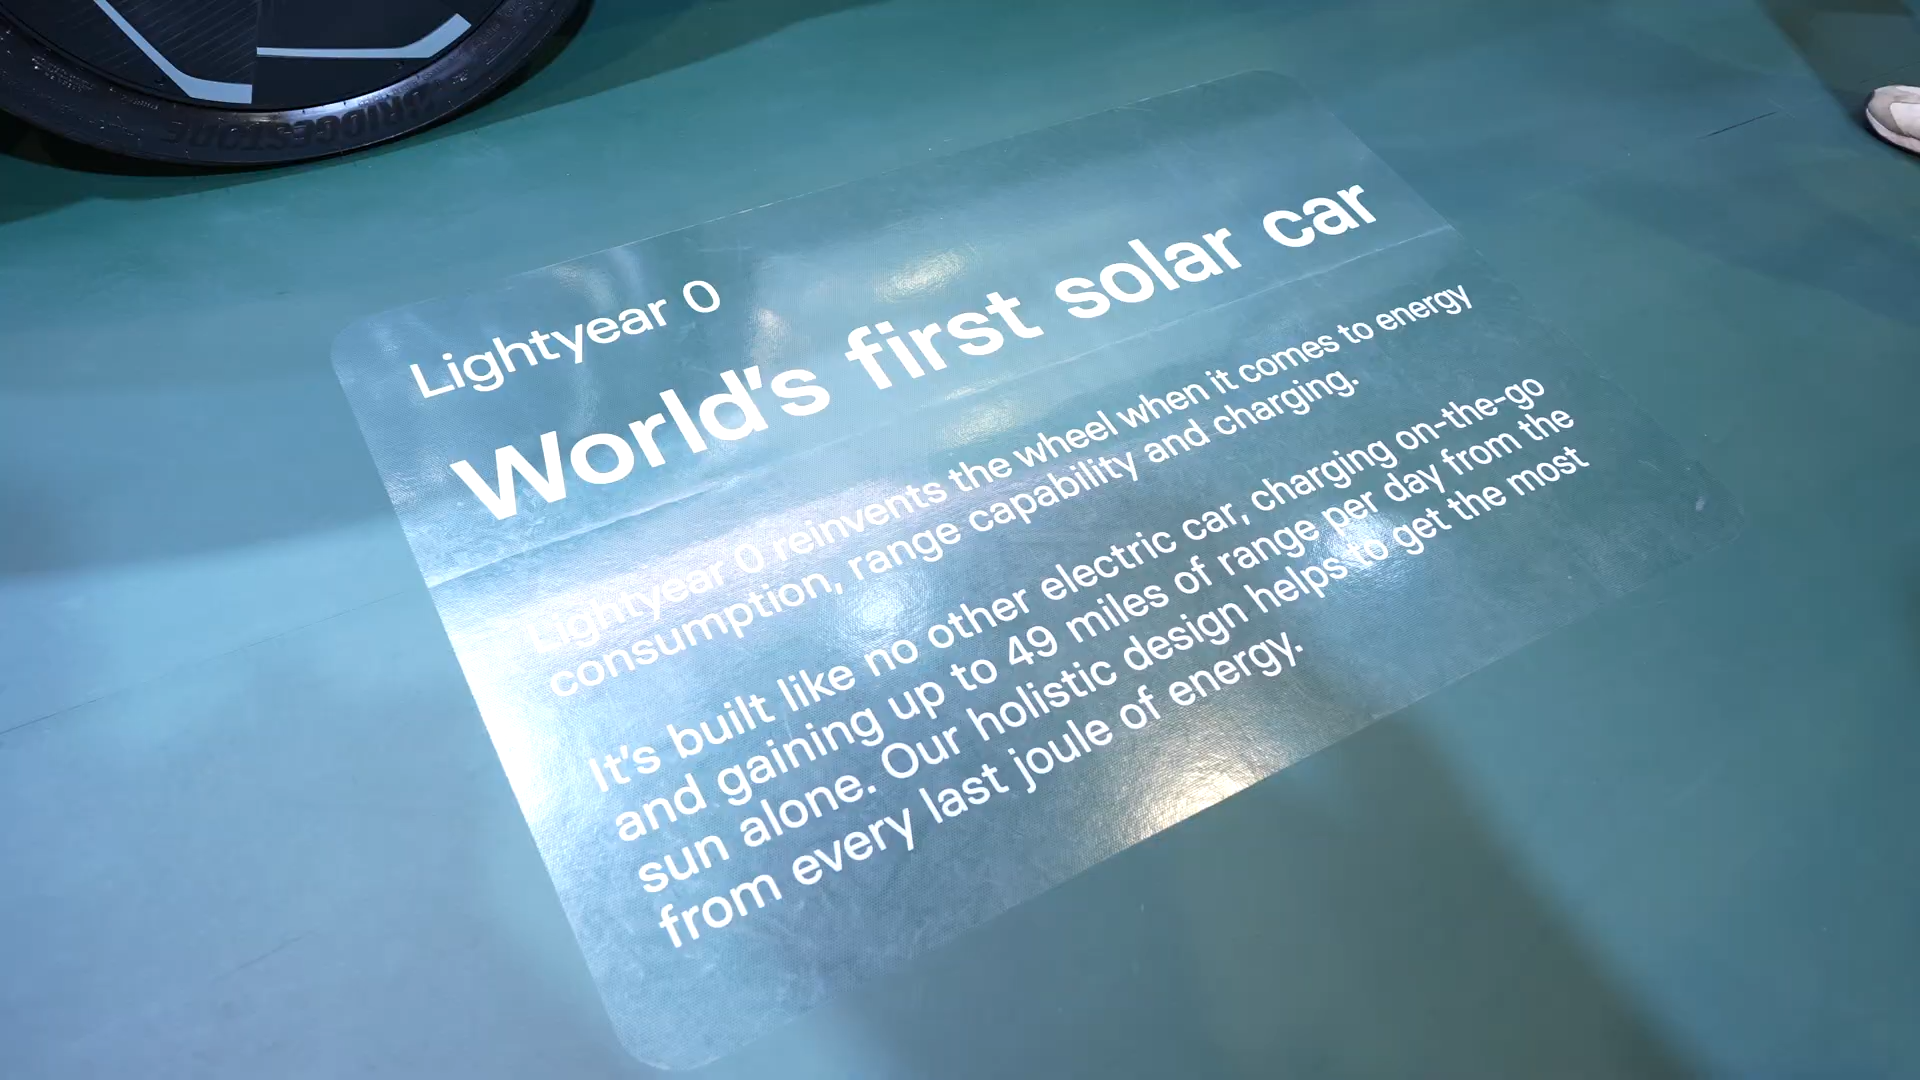 BRIDGESTONE
Lightyear 0
World's first solar car
Lightyear 0 reinvents the wheel when it comes to energy
consumption, range capability and charging.
It's built like no other electric car, charging on-the-go
and gaining up to 49 miles of range per day from the
sun alone. Our holistic design helps to get the most
from every last joule of energy.